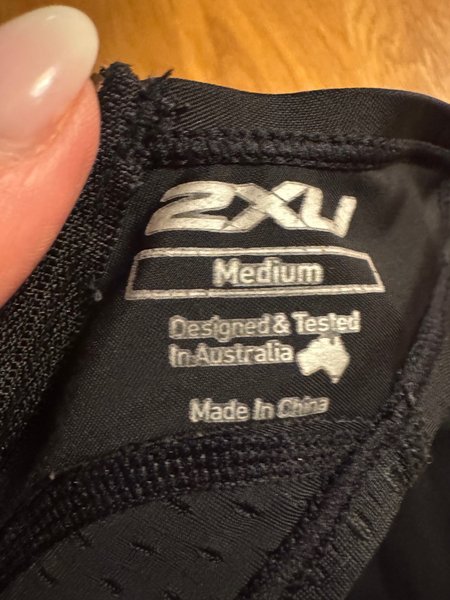 2XU
Medium
Designed & Tested
In Australia
Made In China